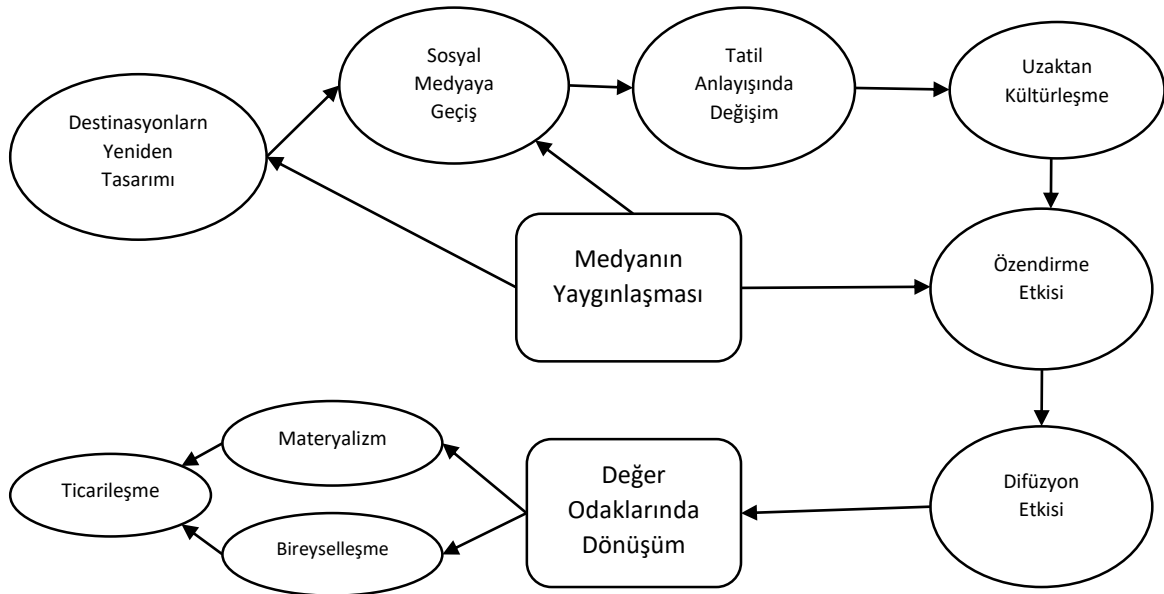 Sosyal
Medyaya
Geçiş
Tatil
Anlayışında
Değişim
Uzaktan
Kültürleşme
Destinasyonlarn
Yeniden
Tasarımı
Medyanın
Yaygınlaşması
Özendirme
Etkisi
Materyalizm
Ticarileşme
Bireyselleşme
Değer
Odaklarında
Dönüşüm
Difüzyon
Etkisi